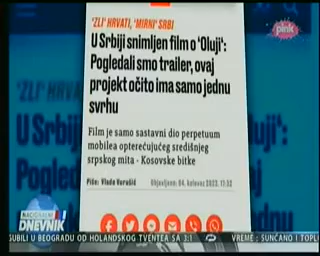 'ZLI' HRVATI, 'MIRNI' SRBI
U Srbiji snimljen film o 'Oluji':
Pogledali smo trailer, ovaj
projekt očito ima samo jednu
svrhu
Film je samo sastavni dio perpetuum
mobilea opterećujućeg središnjeg
srpskog mita - Kosovske bitke
Piše: Vlado Vurušić
Objavljeno: 04. kolovoz 2023. 13:32
pink
NACIONALNI
DNEVNIK
SUBILI U BEOGRADU OD HOLANDSKOG TVENTEA SA 3:1
VREME: SUNČANO I TOPLO